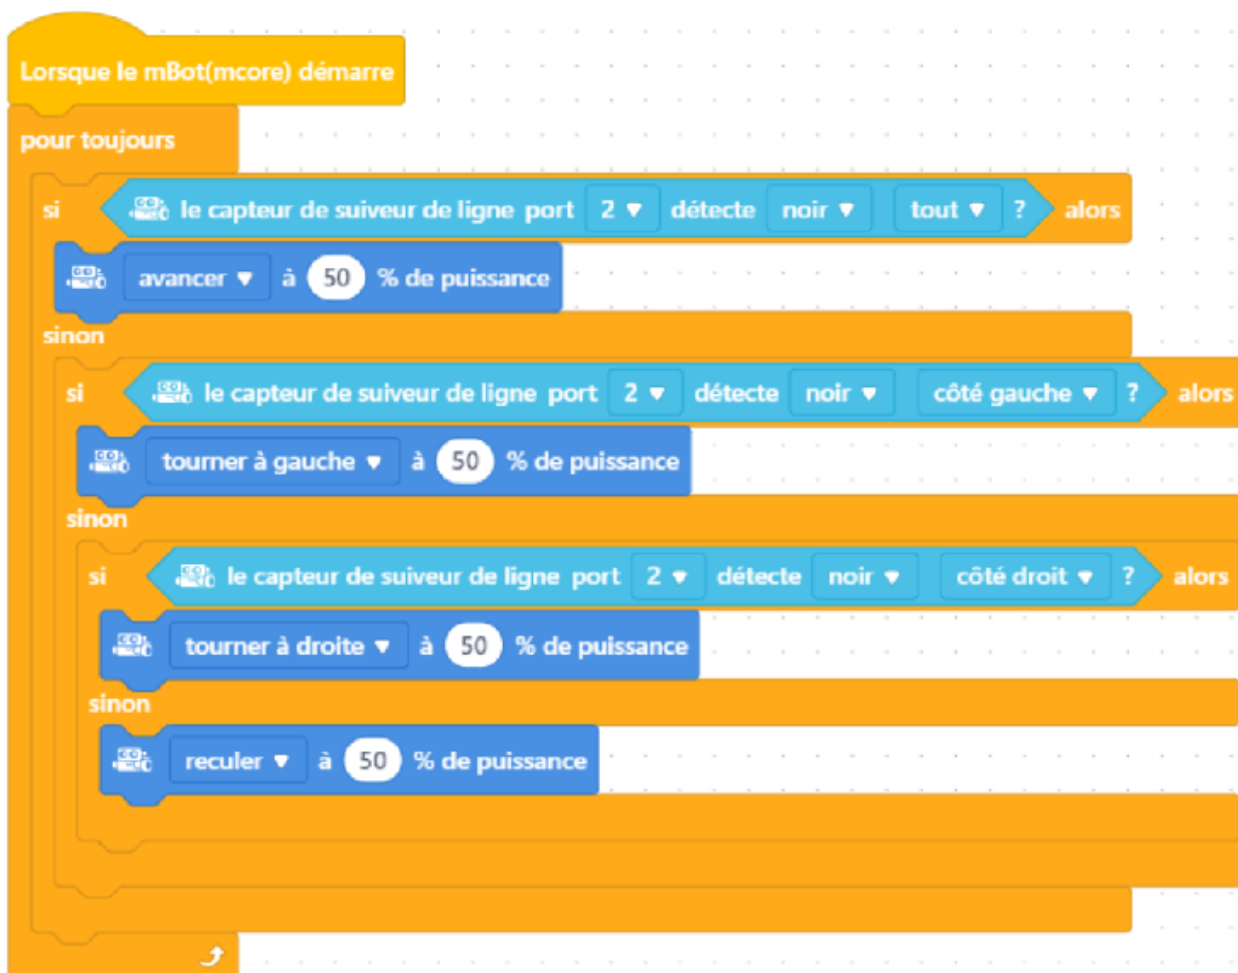 Lorsque le mBot(mcore) démarre
pour toujours
si le capteur de suiveur de ligne port 2 détecte noir tout ? alors
avancer à 50 % de puissance
sinon
si le capteur de suiveur de ligne port 2 détecte noir côté gauche ? alors
tourner à gauche à 50 % de puissance
sinon
si le capteur de suiveur de ligne port 2 détecte noir côté droit ? alors
tourner à droite à 50 % de puissance
sinon
reculer à 50 % de puissance